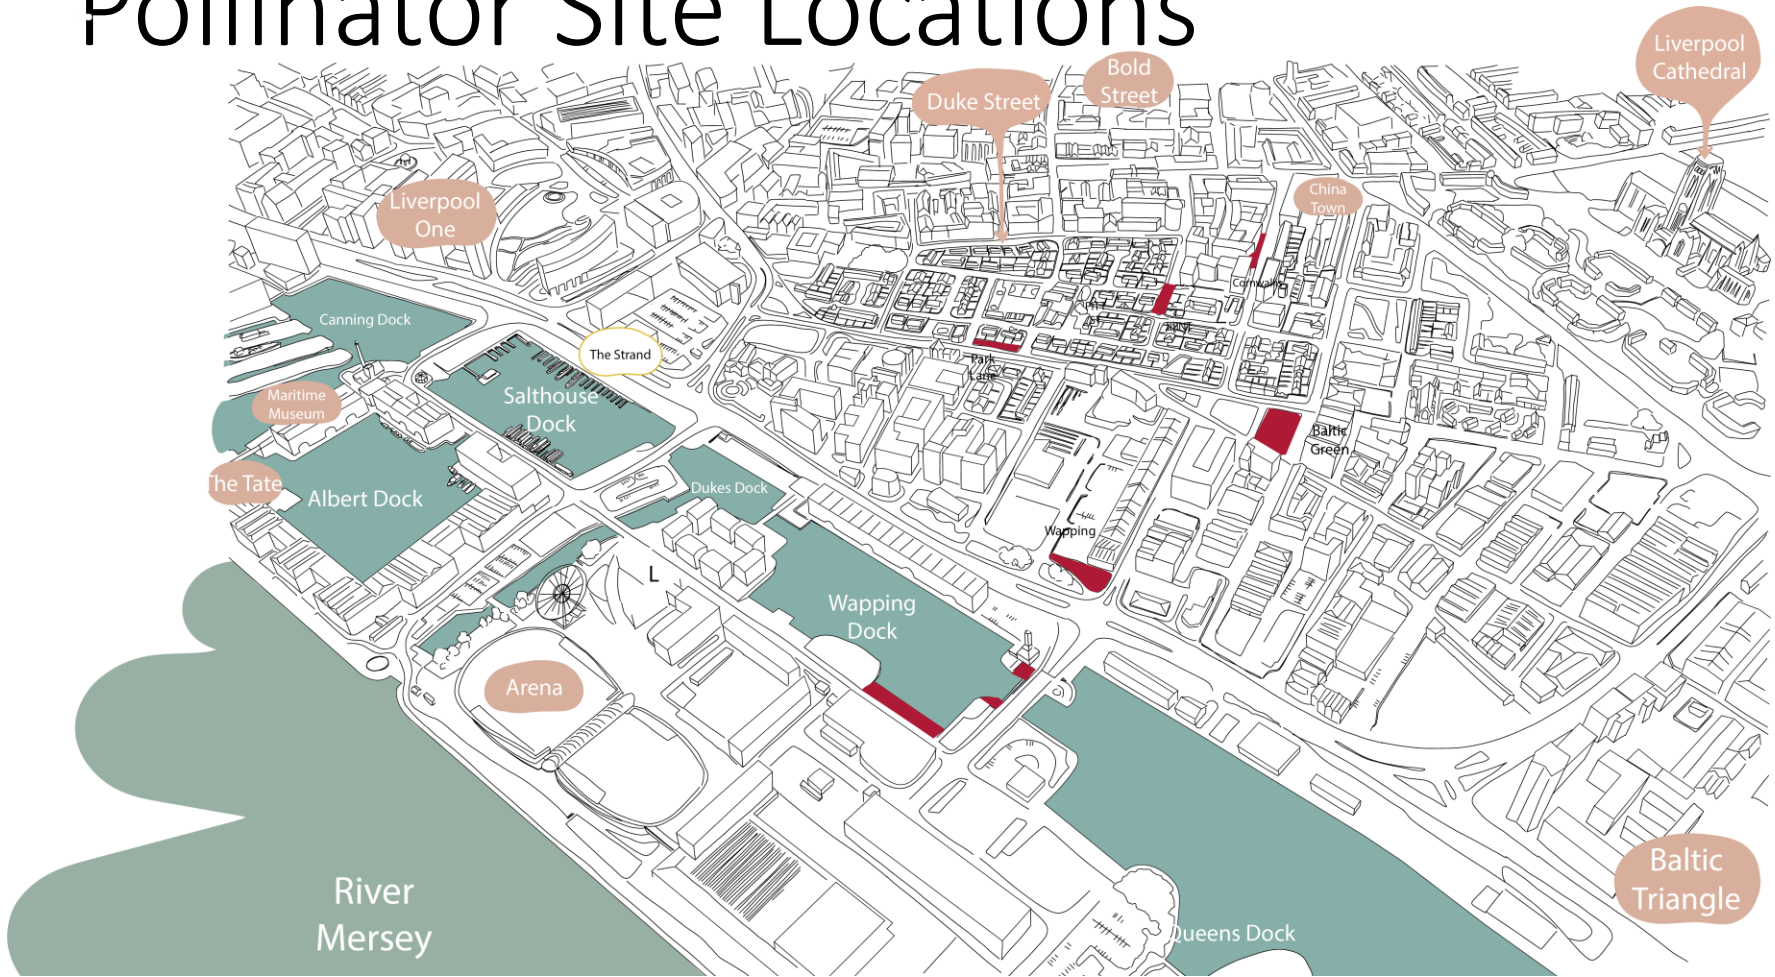 Pollinator Site Locations
Liverpool
Cathedral
Bold
Street
Duke Street
China
Town
Liverpool
One
Cornwallis
Canning Dock
The Strand
Park
Lane
Maritime
Museum
Salthouse
Dock
Baltic
Green
The Tate
Albert Dock
Dukes Dock
Wapping
L
Wapping
Dock
Arena
Baltic
Triangle
River
Mersey
Queens Dock